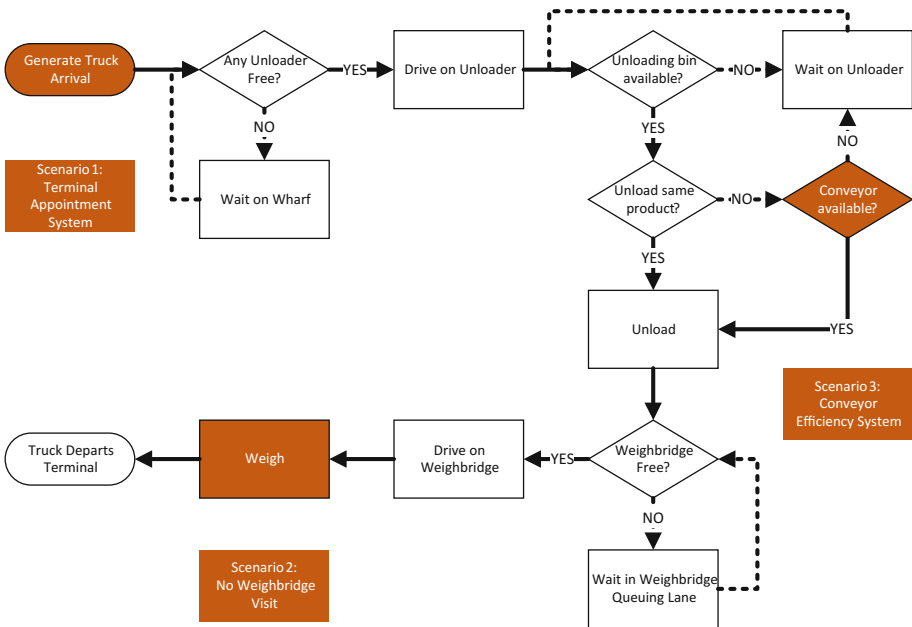 Generate Truck
Arrival
Any Unloader
Free?
YES
Drive on Unloader
Unloading bin
available?
NO
Wait on Unloader
NO
YES
NO
Scenario 1:
Terminal
Appointment
System
Wait on Wharf
Unload same
product?
NO
Conveyor
available?
YES
Unload
YES
Scenario 3:
Conveyor
Efficiency System
Truck Departs
Terminal
Weigh
Drive on
Weighbridge
YES
Weighbridge
Free?
NO
Scenario 2:
No Weighbridge
Visit
Wait in Weighbridge
Queuing Lane